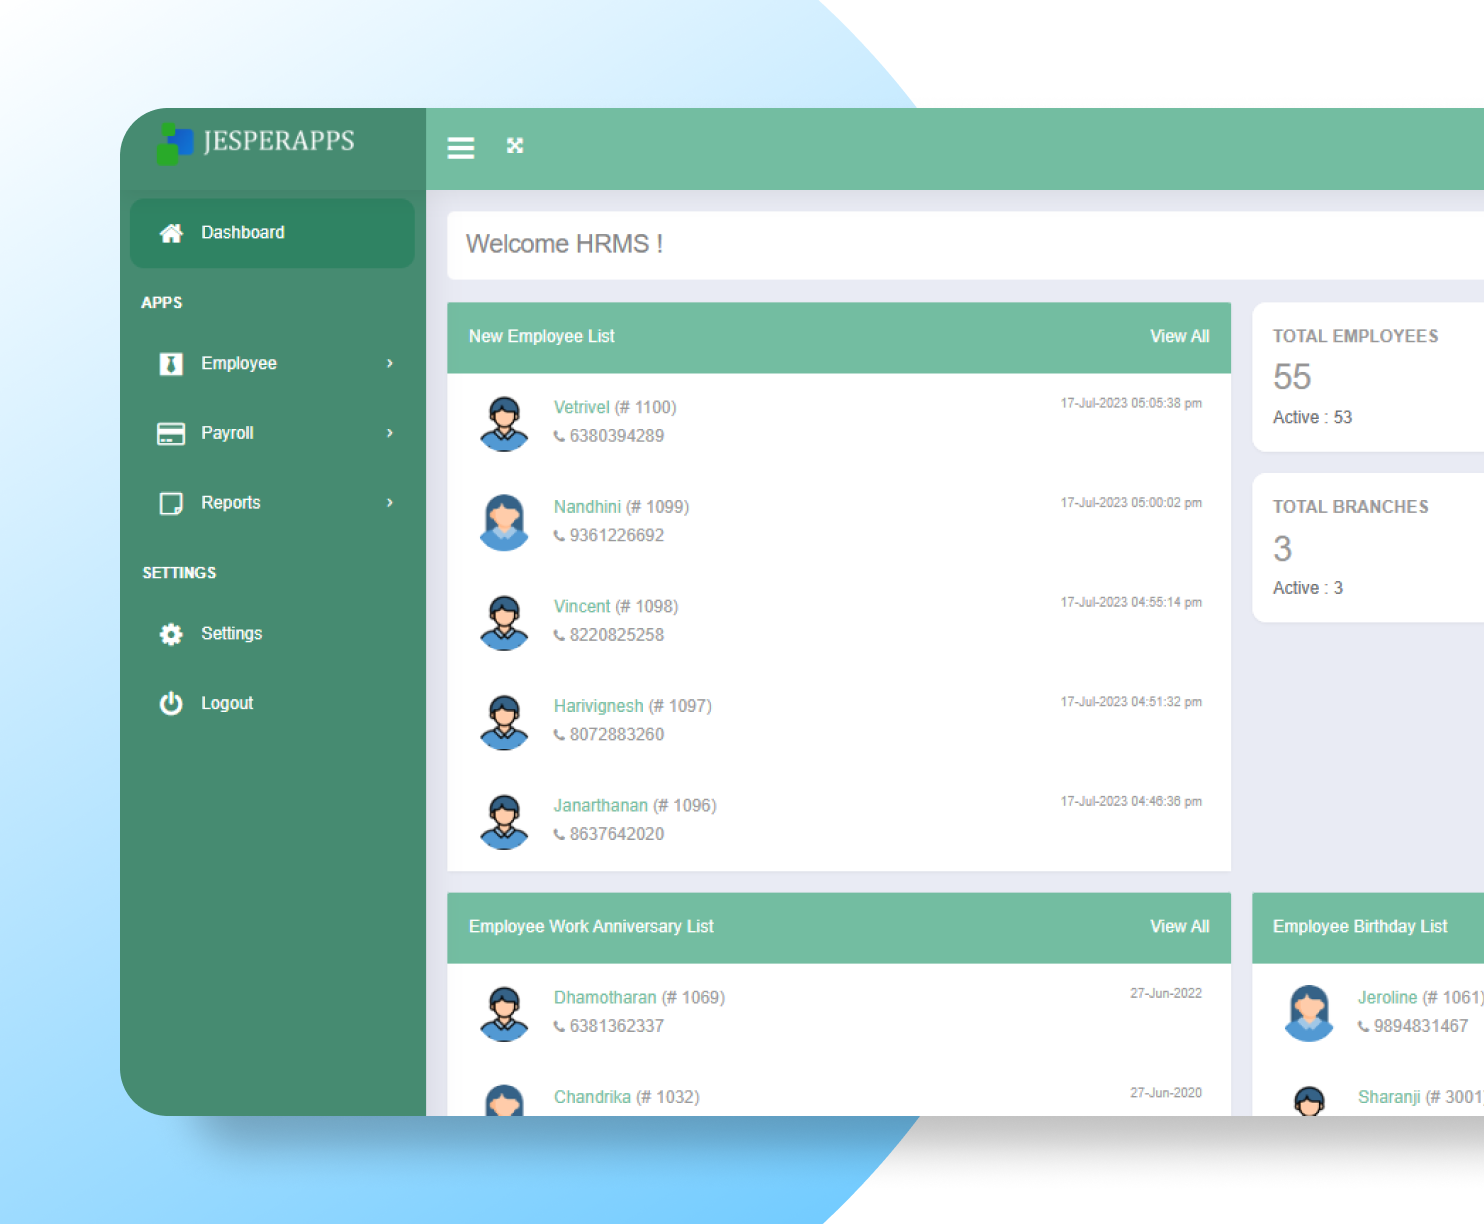 JESPERAPPS
Dashboard
APPS
Employee
Payroll
Reports
SETTINGS
Settings
Logout
Welcome HRMS !
New Employee List
View All
Vetrivel (# 1100)
17-Jul-2023 05:05:38 pm
6380394289
Nandhini (# 1099)
17-Jul-2023 05:00:02 pm
9361226692
Vincent (# 1098)
17-Jul-2023 04:55:14 pm
8220825258
Harivignesh (# 1097)
17-Jul-2023 04:51:32 pm
8072883260
Janarthanan (# 1096)
17-Jul-2023 04:46:36 pm
8637642020
TOTAL EMPLOYEES
55
Active : 53
TOTAL BRANCHES
3
Active : 3
Employee Work Anniversary List
View All
Dhamotharan (# 1069)
27-Jun-2022
6381362337
Chandrika (# 1032)
27-Jun-2020
Employee Birthday List
Jeroline (# 1061)
9894831467
Sharanji (# 3001)